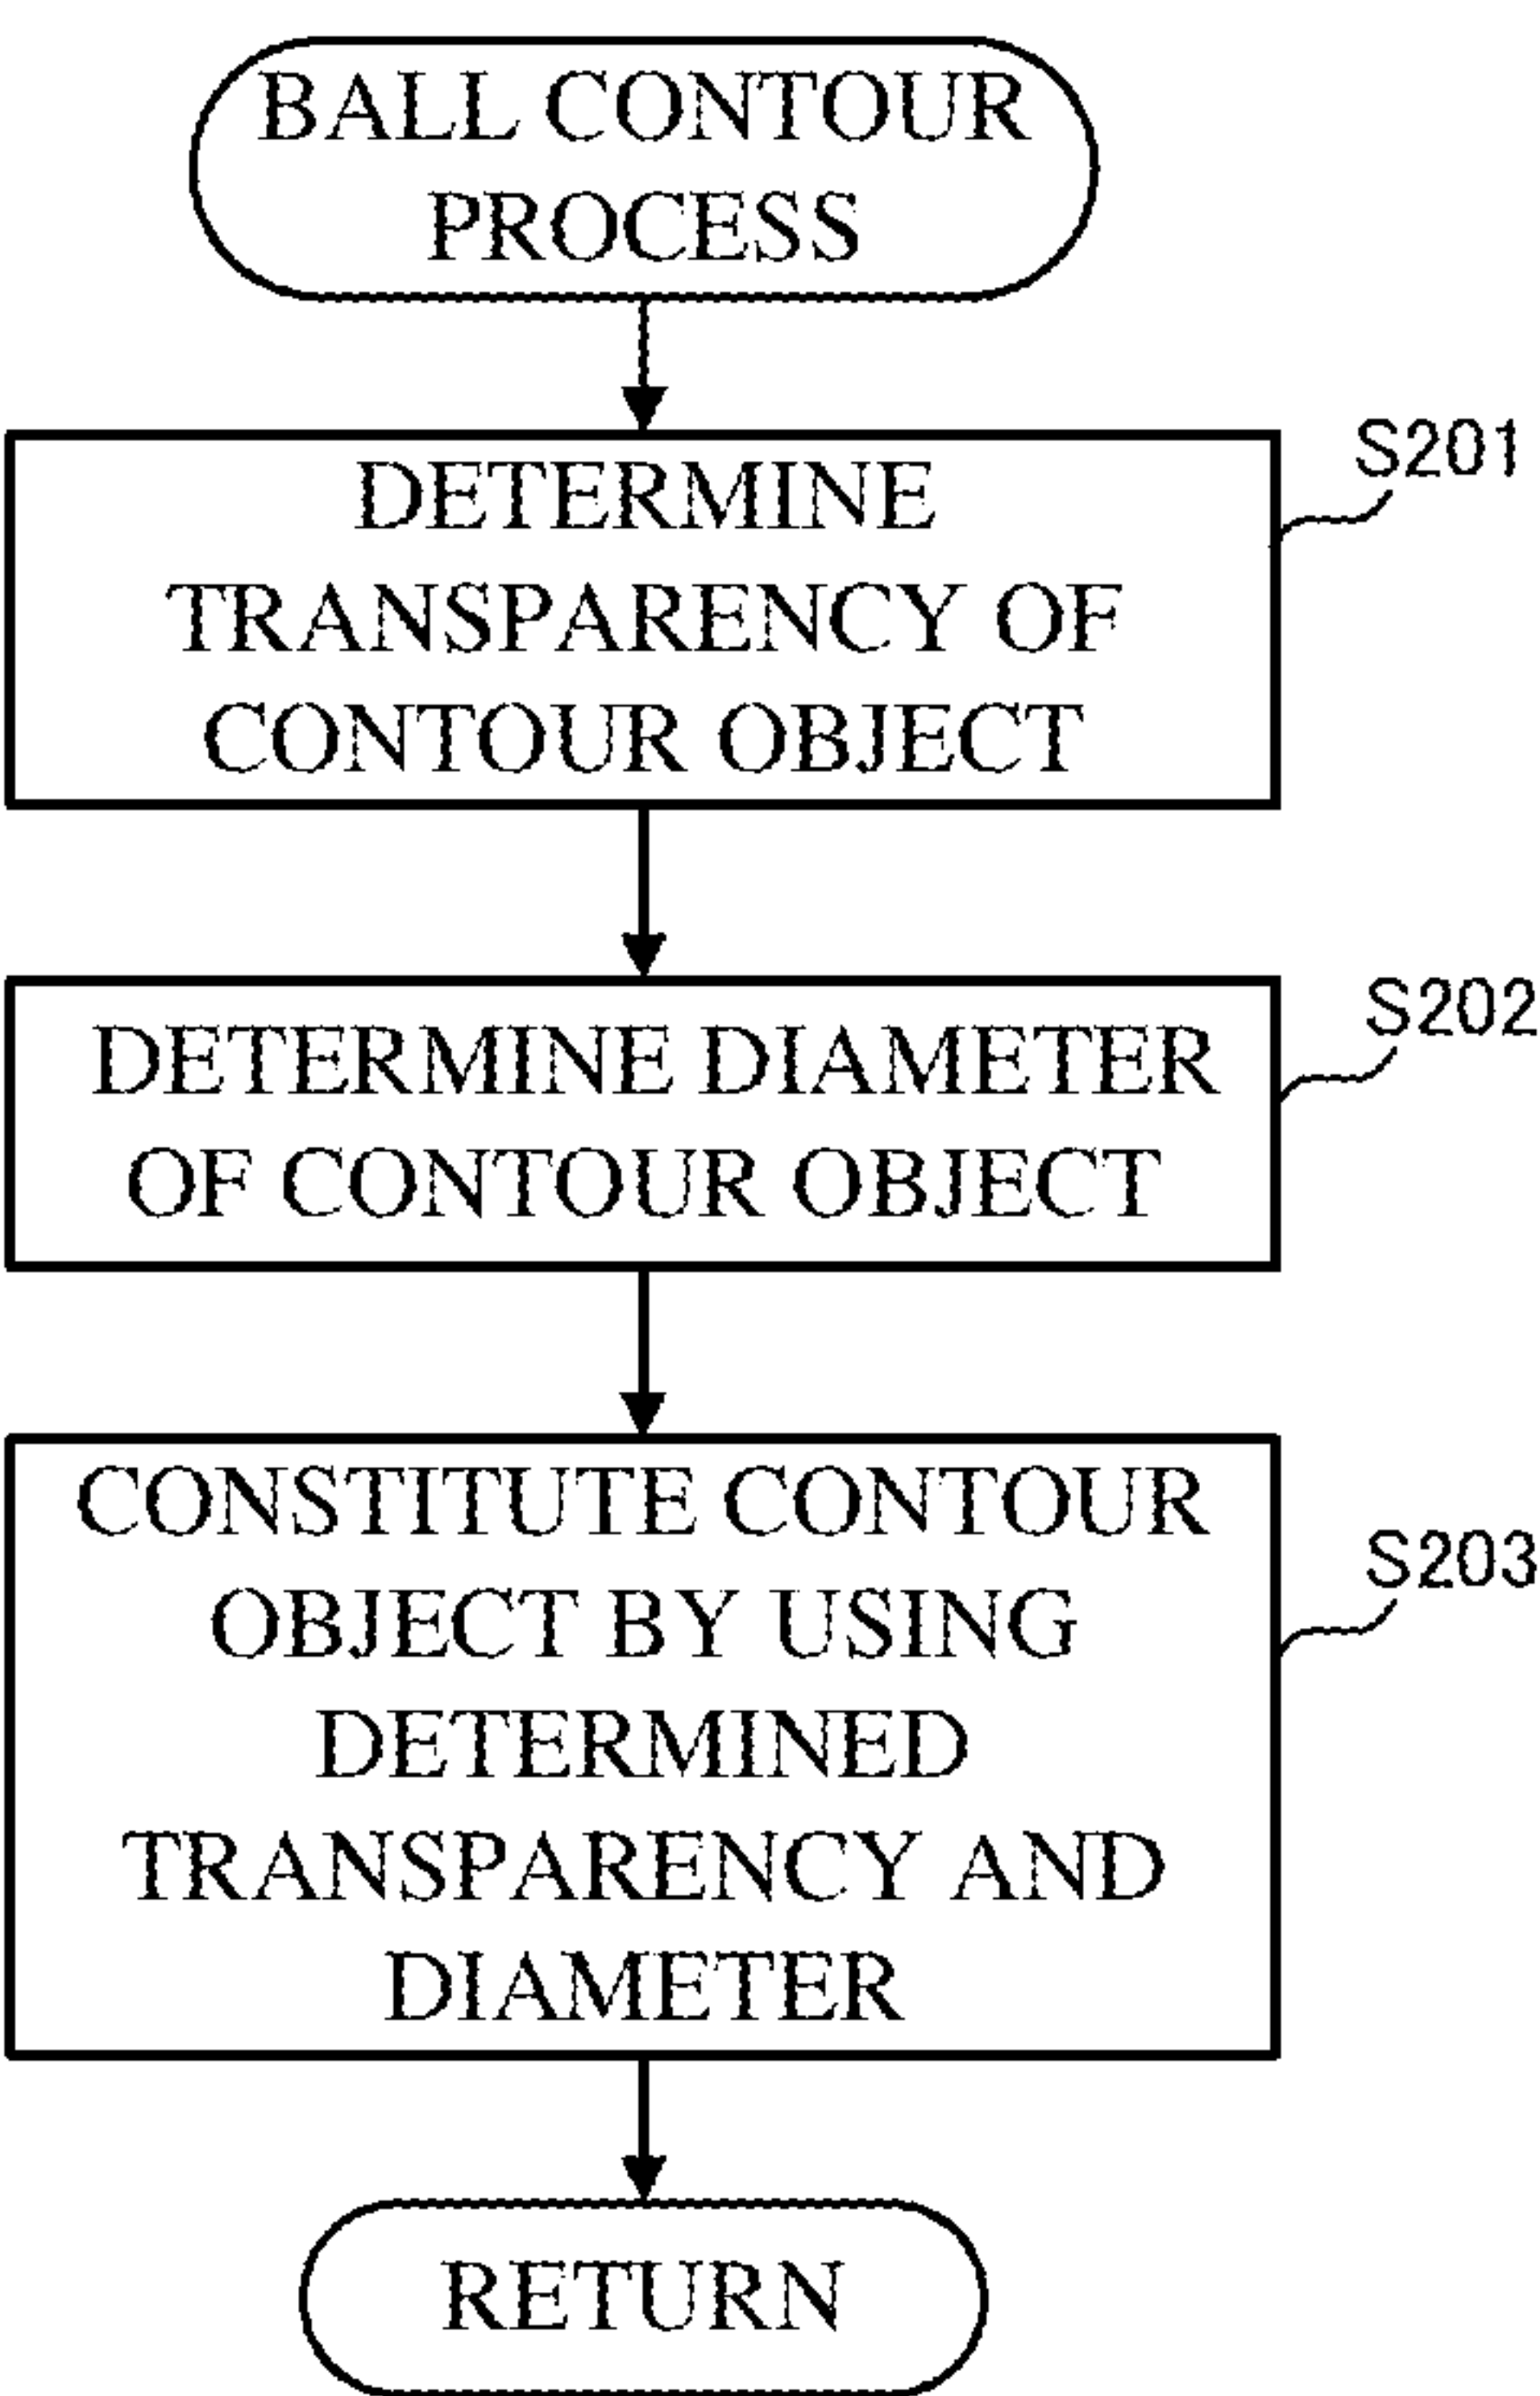 BALL CONTOUR
PROCESS
S201
DETERMINE
TRANSPARENCY OF
CONTOUR OBJECT
S202
DETERMINE DIAMETER
OF CONTOUR OBJECT
CONSTITUTE CONTOUR
S203
OBJECT BY USING
DETERMINED
TRANSPARENCY AND
DIAMETER
RETURN